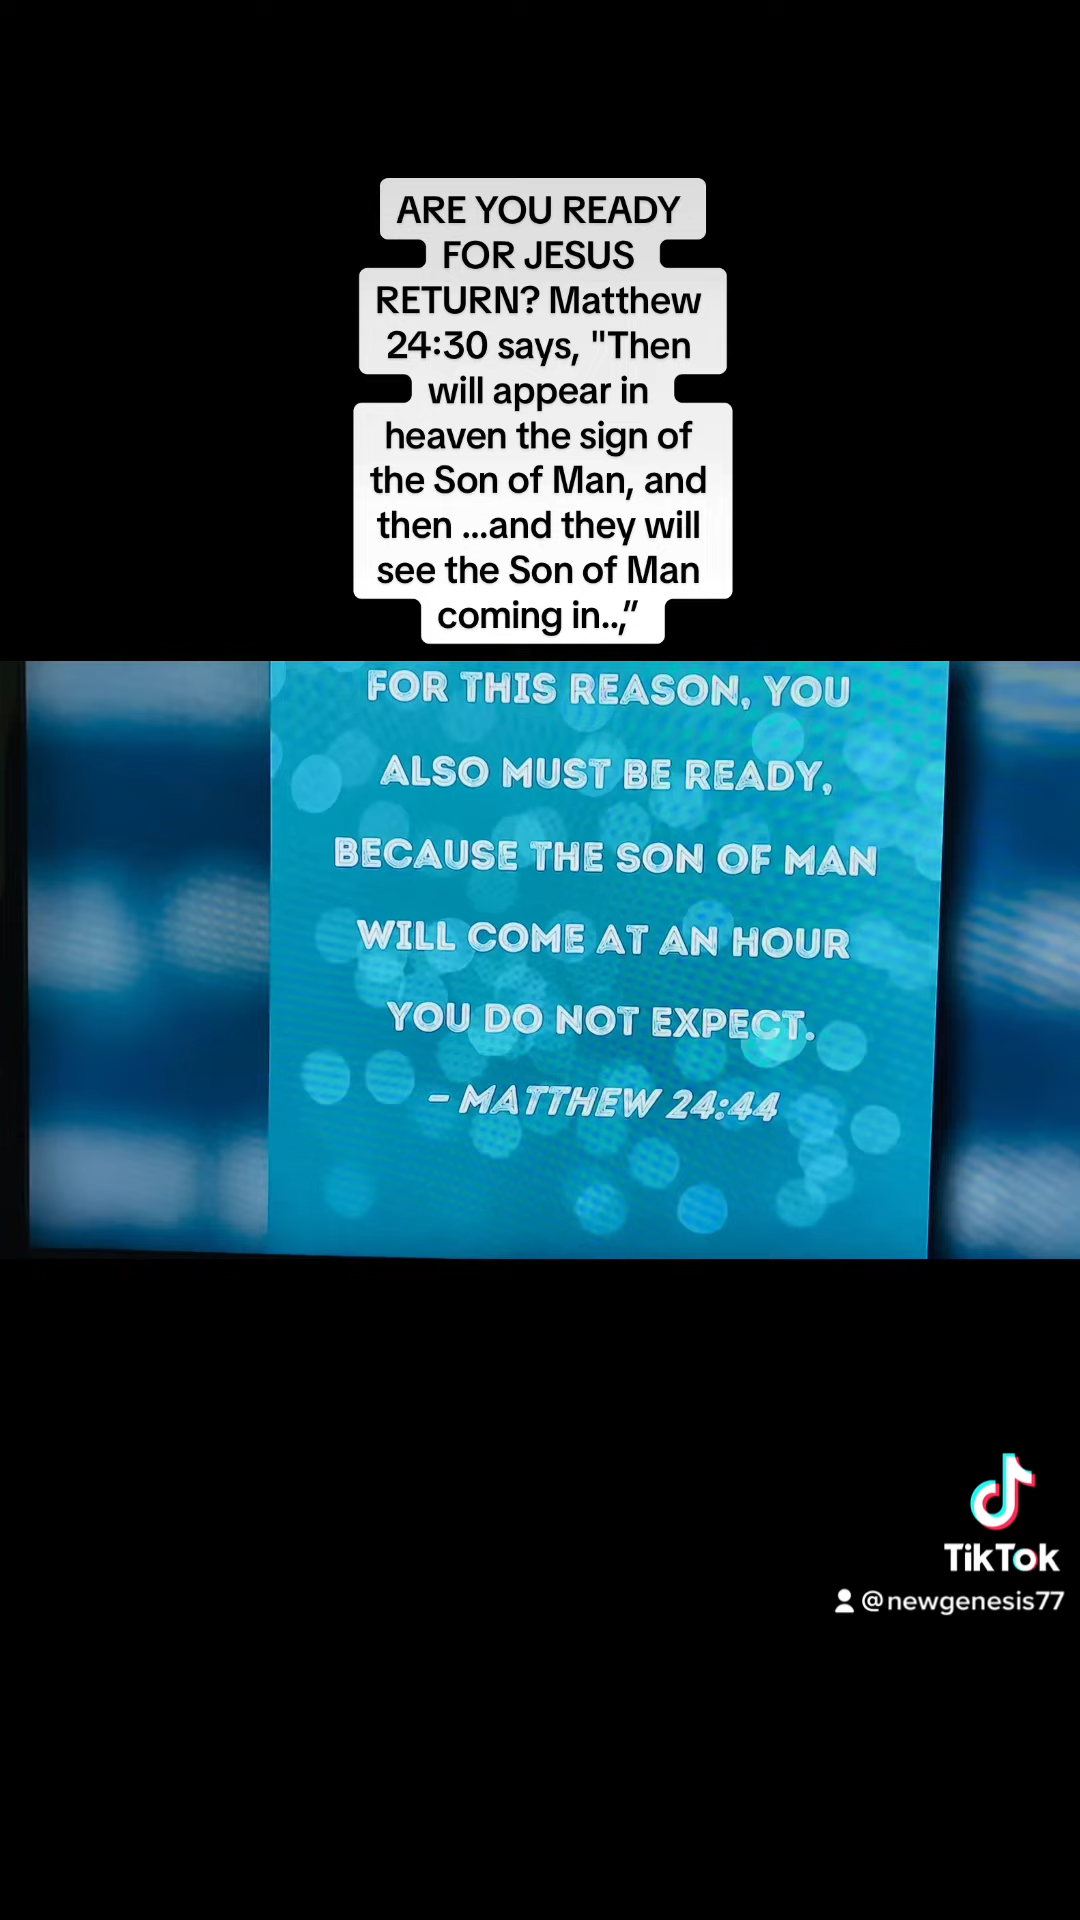 ARE YOU READY
FOR JESUS
RETURN? Matthew
24:30 says, "Then
will appear in
heaven the sign of
the Son of Man, and
then ...and they will
see the Son of Man
coming in..,”
FOR THIS REASON, YOU
ALSO MUST BE READY,
BECAUSE THE SON OF MAN
WILL COME AT AN HOUR
YOU DO NOT EXPECT.
– MATTHEW 24:44
TikTok
@newgenesis77